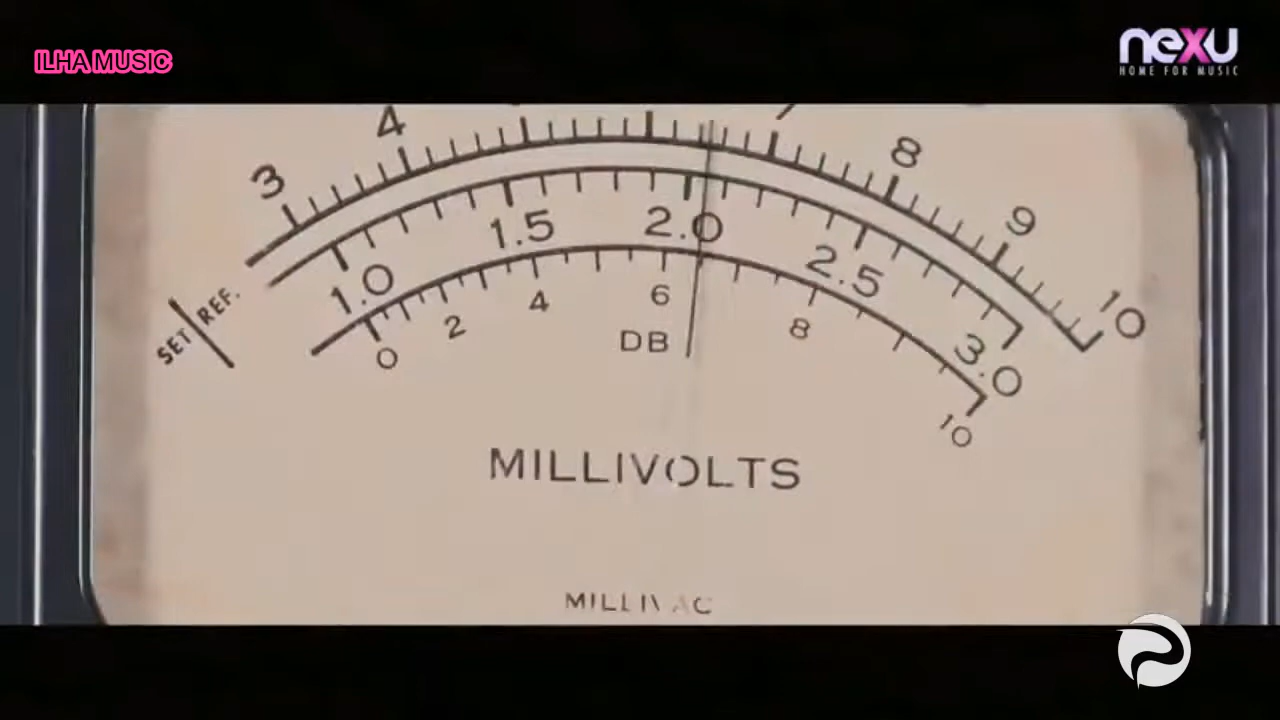 ILHA MUSIC
nexu
HOME FOR MUSIC
3 4 7 8 9 10
1.0 1.5 2.0 2.5 3.0
SET REF.
0 2 4 6 8 10
DB
MILLIVOLTS
MILLIVAC